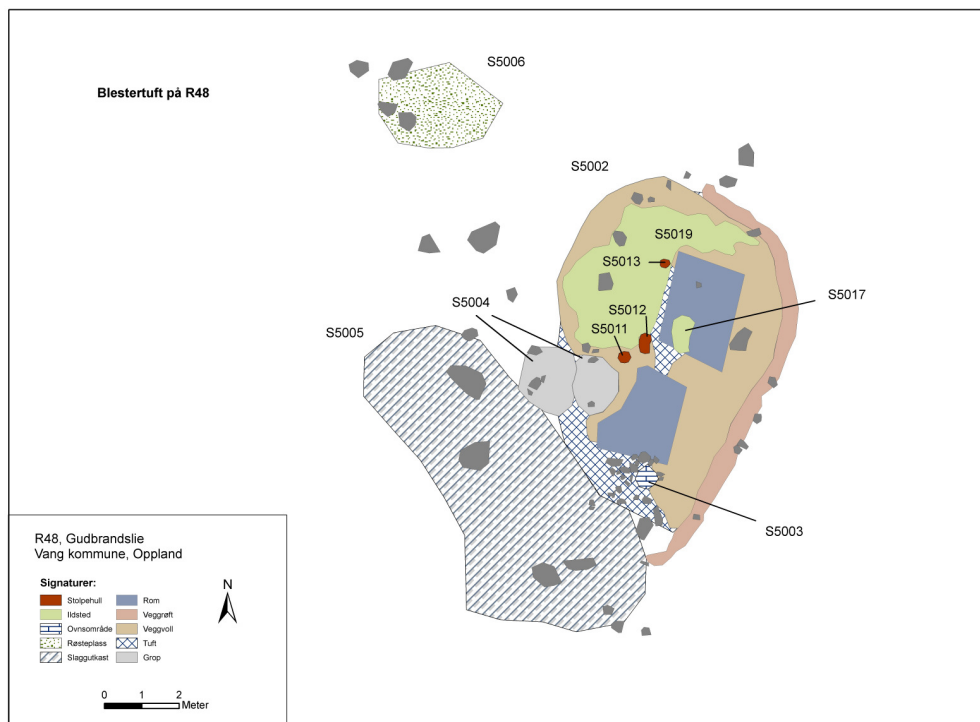 S5006
Blestertuft på R48
S5002
S5019
S5013
S5017
S5004
S5012
S5005
S5011
S5003
R48, Gudbrandslie
Vang kommune, Oppland
Signaturer:
N
Stolpehull
Rom
Ildsted
Veggrøft
Ovnsområde
Veggvoll
Røsteplass
Tuft
Slaggutkast
Grop
0 1 2
Meter